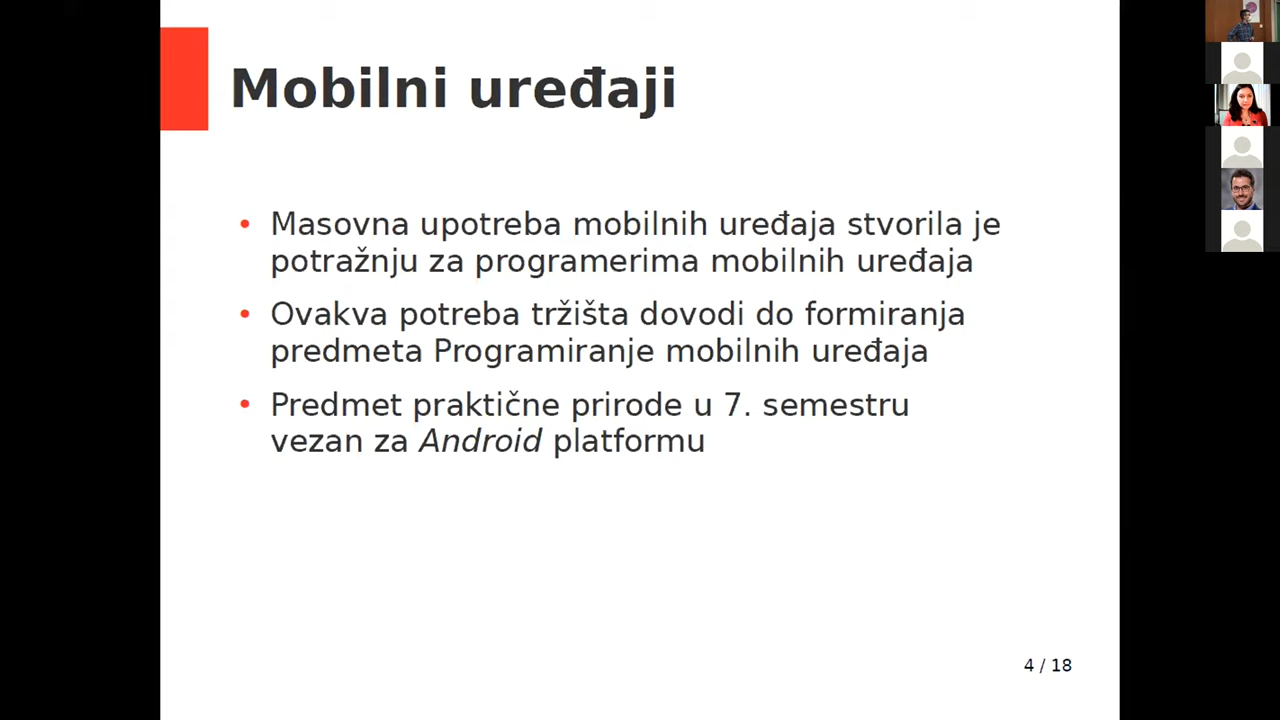 Mobilni uređaji
• Masovna upotreba mobilnih uređaja stvorila je
potražnju za programerima mobilnih uređaja
• Ovakva potreba tržišta dovodi do formiranja
predmeta Programiranje mobilnih uređaja
• Predmet praktične prirode u 7. semestru
vezan za Android platformu
4 / 18